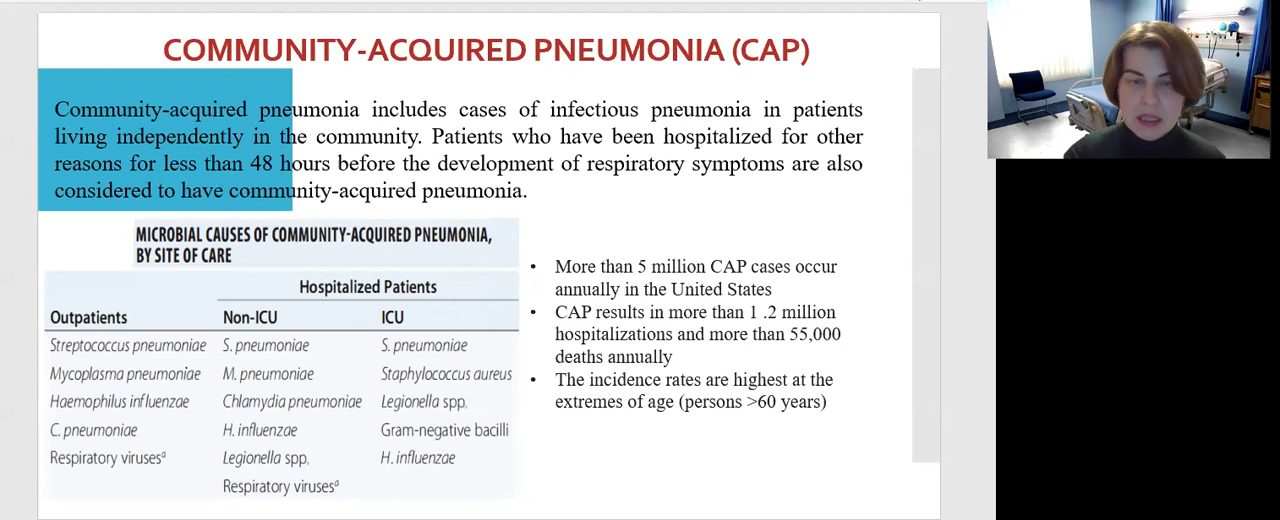 COMMUNITY-ACQUIRED PNEUMONIA (CAP)
Community-acquired pneumonia includes cases of infectious pneumonia in patients
living independently in the community. Patients who have been hospitalized for other
reasons for less than 48 hours before the development of respiratory symptoms are also
considered to have community-acquired pneumonia.
MICROBIAL CAUSES OF COMMUNITY-ACQUIRED PNEUMONIA,
BY SITE OF CARE
Hospitalized Patients
Outpatients Non-ICU ICU
Streptococcus pneumoniae S. pneumoniae S. pneumoniae
Mycoplasma pneumoniae M. pneumoniae Staphylococcus aureus
Haemophilus influenzae Chlamydia pneumoniae Legionella spp.
C. pneumoniae H. influenzae Gram-negative bacilli
Respiratory virusesᵃ Legionella spp. H. influenzae
Respiratory virusesᵃ
• More than 5 million CAP cases occur
annually in the United States
• CAP results in more than 1 .2 million
hospitalizations and more than 55,000
deaths annually
• The incidence rates are highest at the
extremes of age (persons >60 years)